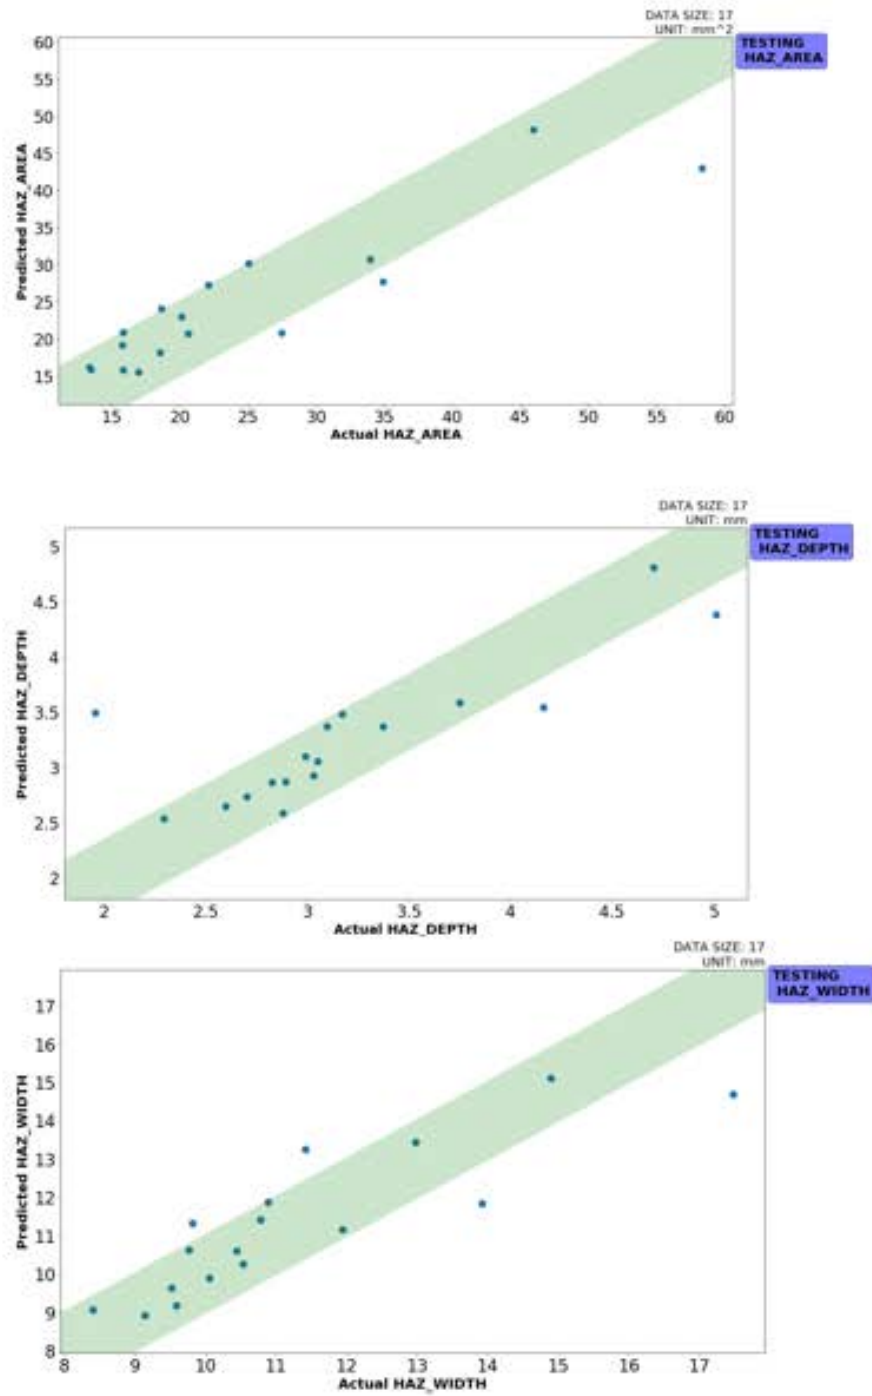 DATA SIZE: 17
UNIT: mm^2
TESTING
HAZ_AREA
60
55
50
45
40
35
30
25
20
15
Predicted HAZ_AREA
15 20 25 30 35 40 45 50 55 60
Actual HAZ_AREA
DATA SIZE: 17
UNIT: mm
TESTING
HAZ_DEPTH
5
4.5
4
3.5
3
2.5
2
Predicted HAZ_DEPTH
2 2.5 3 3.5 4 4.5 5
Actual HAZ_DEPTH
DATA SIZE: 17
UNIT: mm
TESTING
HAZ_WIDTH
17
16
15
14
13
12
11
10
9
8
Predicted HAZ_WIDTH
8 9 10 11 12 13 14 15 16 17
Actual HAZ_WIDTH